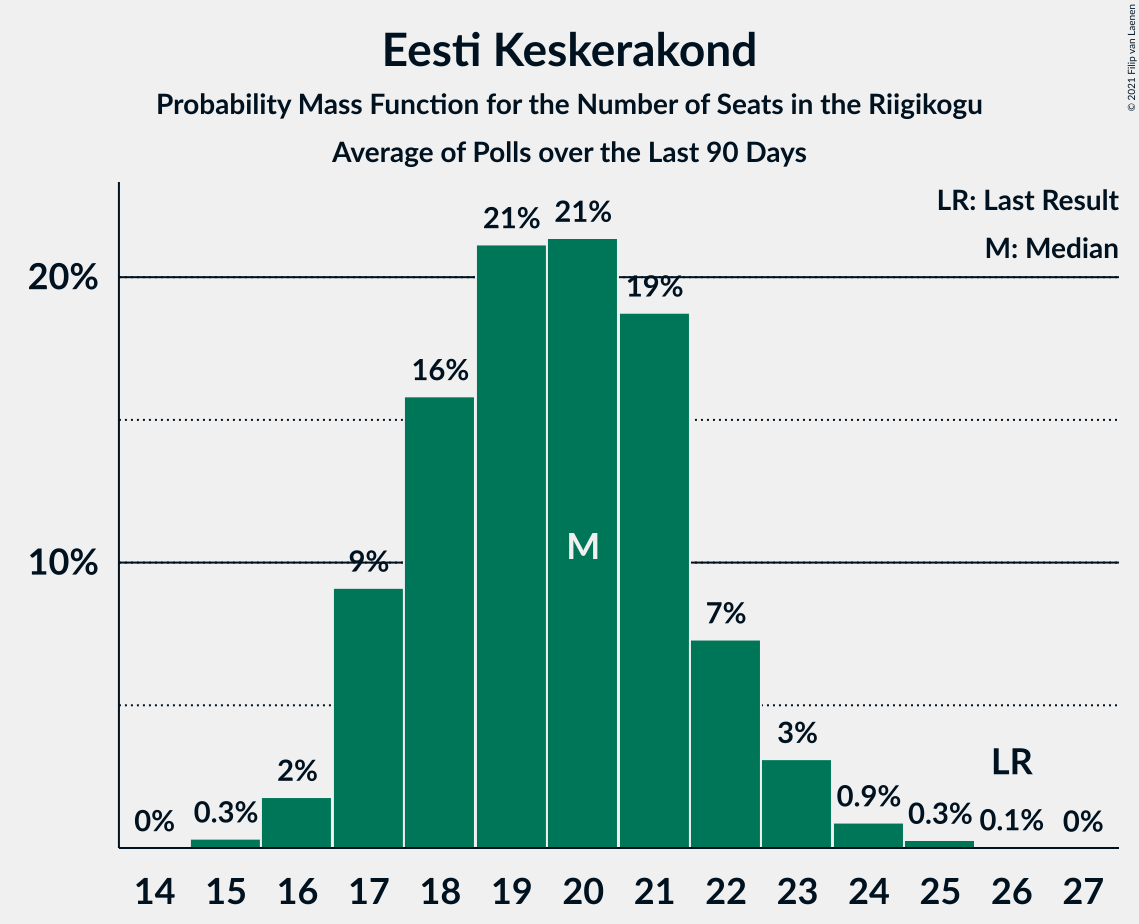 Eesti Keskerakond
Probability Mass Function for the Number of Seats in the Riigikogu
Average of Polls over the Last 90 Days
© 2021 Filip van Laenen
LR: Last Result
M: Median
20%
10%
0%
0.3%
2%
9%
16%
21%
21%
19%
7%
3%
0.9%
0.3%
0.1%
0%
M
LR
14 15 16 17 18 19 20 21 22 23 24 25 26 27